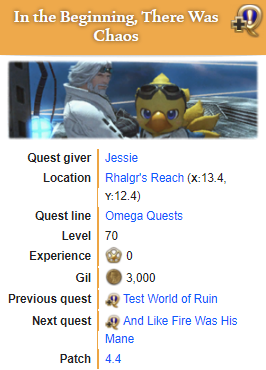 In the Beginning, There Was
Chaos
Quest giver Jessie
Location Rhalgr's Reach (X:13.4,
Y:12.4)
Quest line Omega Quests
Level 70
Experience 0
Gil 3,000
Previous quest Test World of Ruin
Next quest And Like Fire Was His
Mane
Patch 4.4